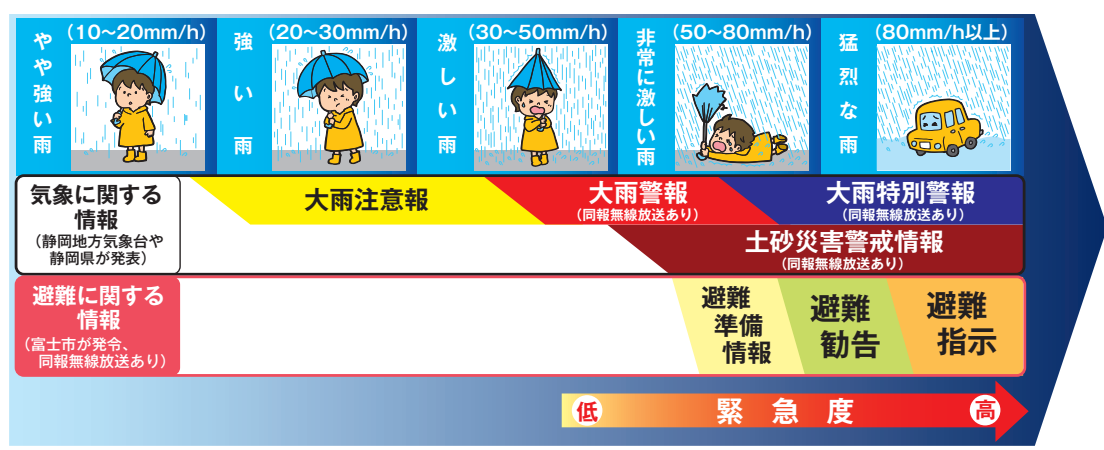 やや強い雨
(10~20mm/h)
強い雨
(20~30mm/h)
激しい雨
(30~50mm/h)
非常に激しい雨
(50~80mm/h)
猛烈な雨
(80mm/h以上)
気象に関する
情報
(静岡地方気象台や
静岡県が発表)
大雨注意報
大雨警報
(同報無線放送あり)
大雨特別警報
(同報無線放送あり)
土砂災害警戒情報
(同報無線放送あり)
避難に関する
情報
(富士市が発令、
同報無線放送あり)
避難
準備
情報
避難
勧告
避難
指示
低
緊急度
高